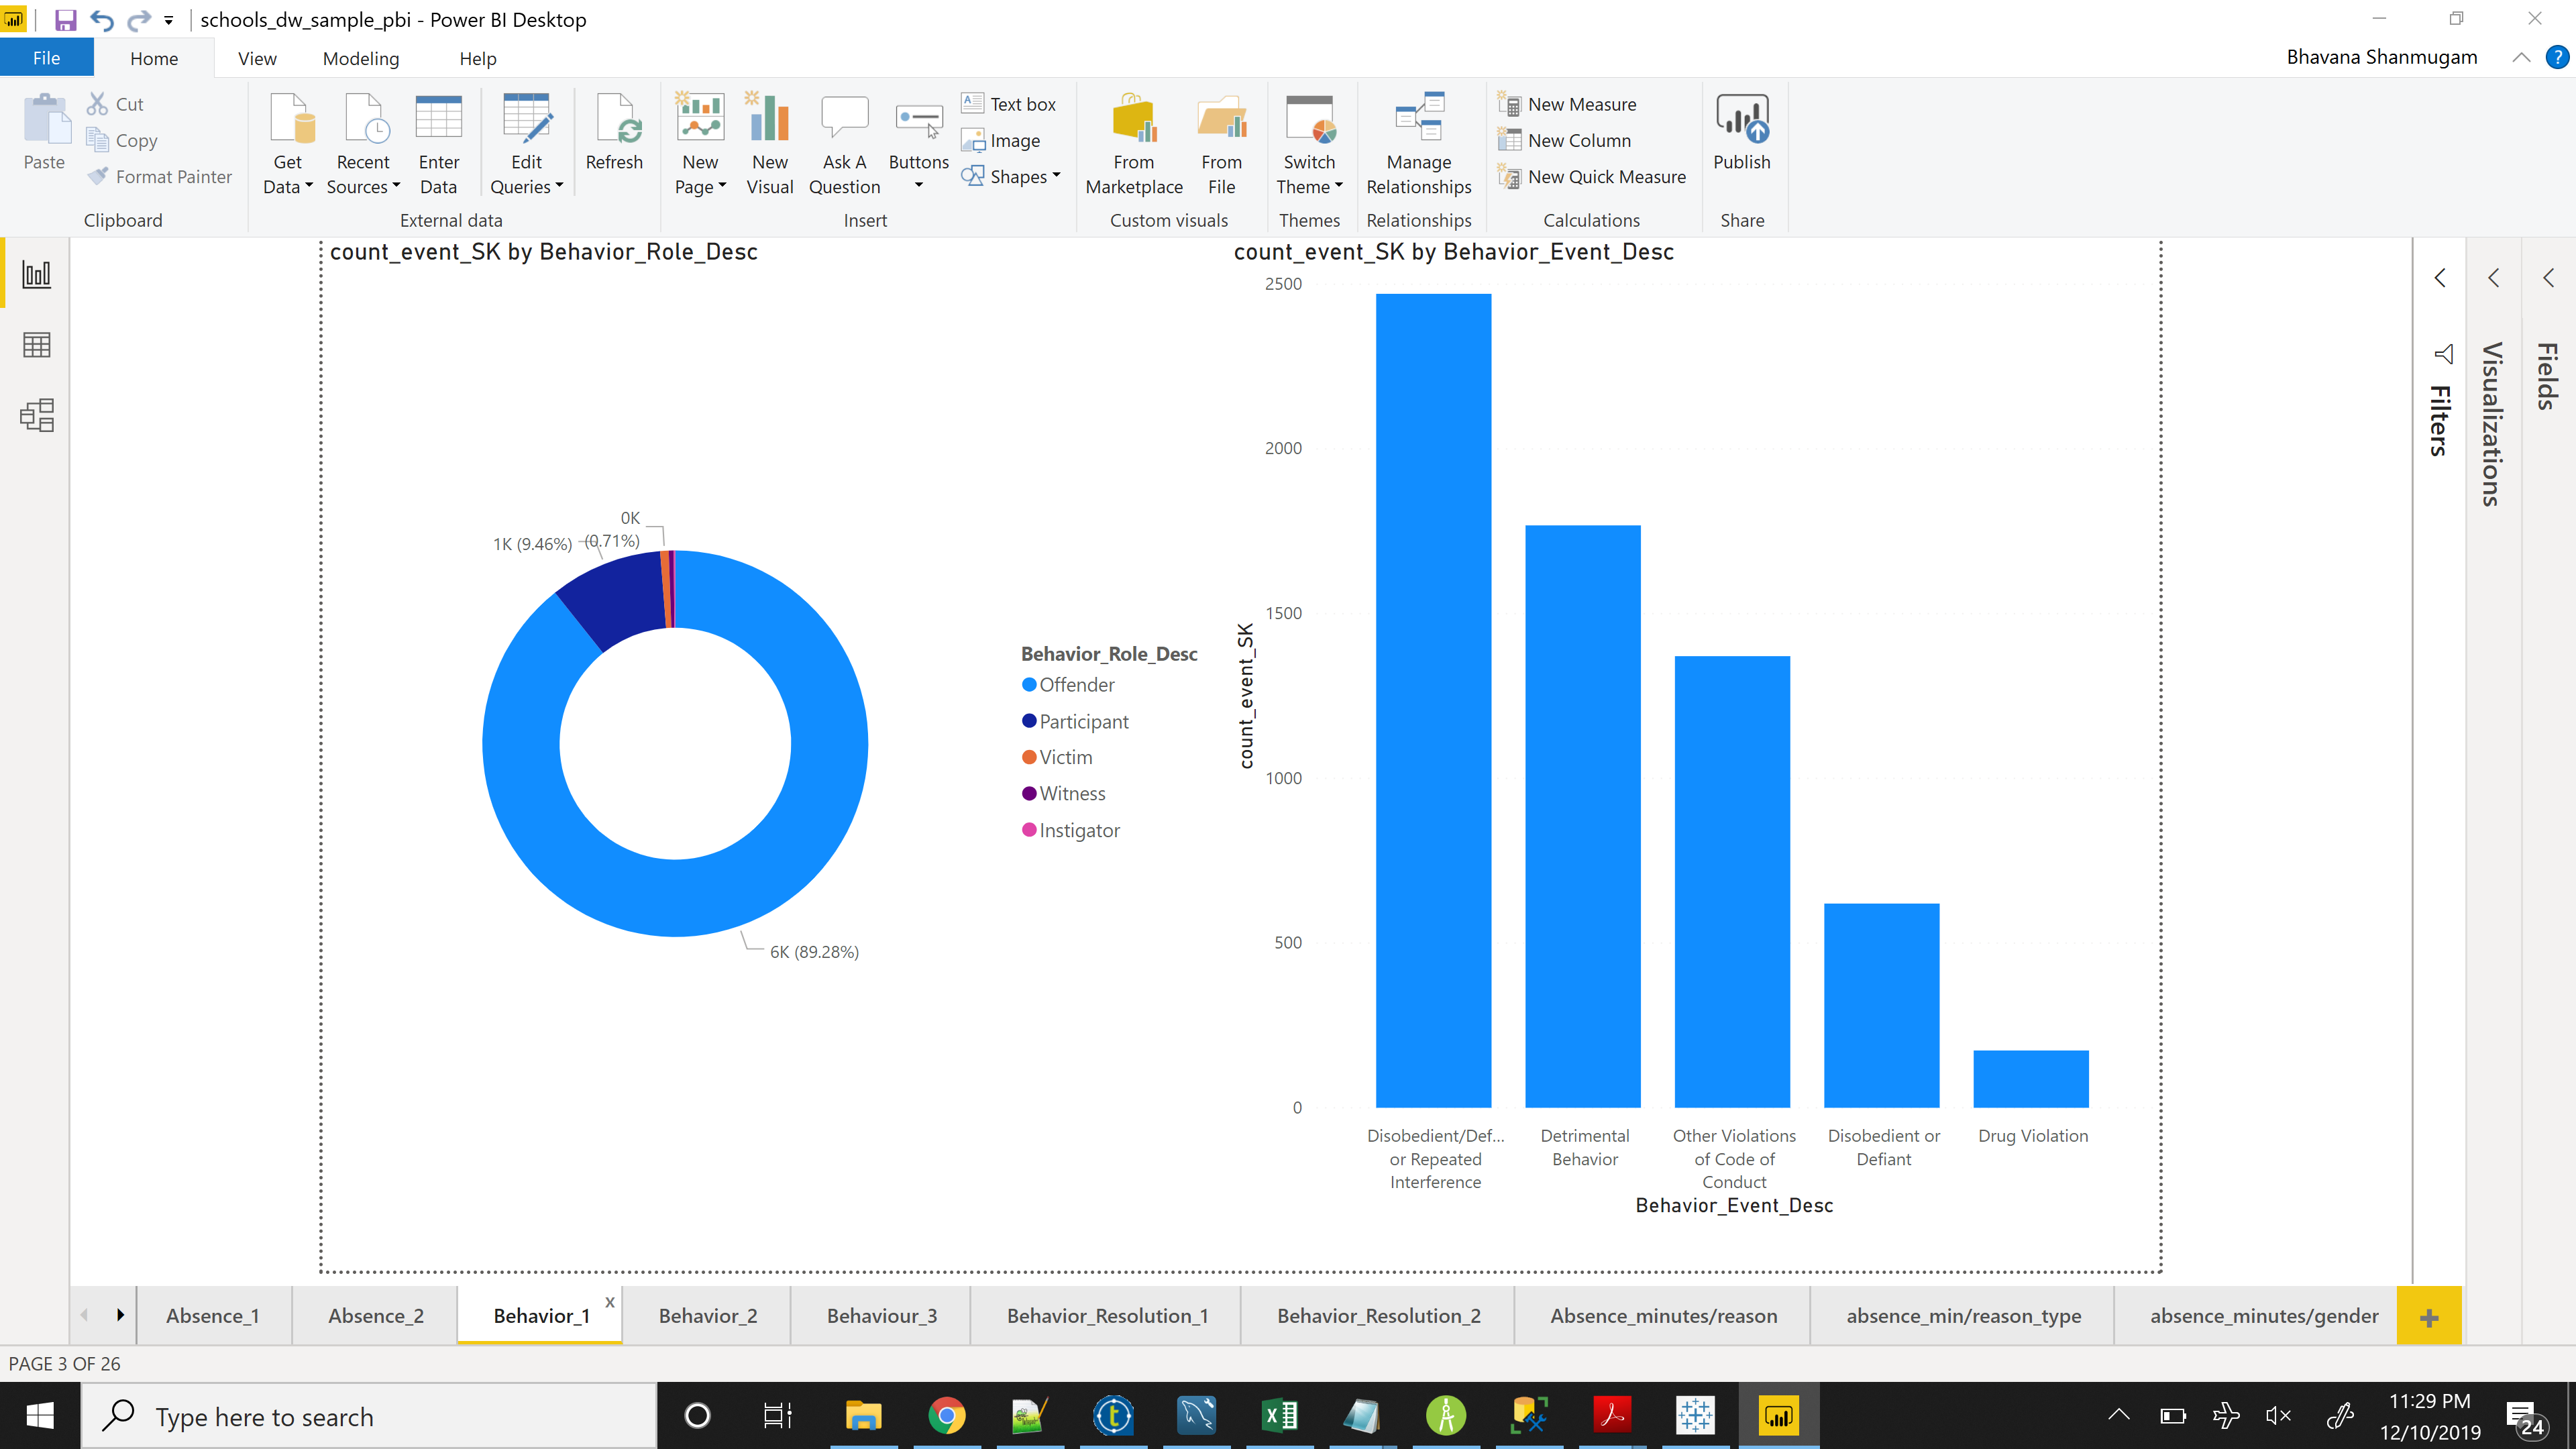 schools_dw_sample_pbi - Power BI Desktop
File
Home
View
Modeling
Help
Bhavana Shanmugam
?
Paste
Cut
Copy
Format Painter
Clipboard
Get
Data
Recent
Sources
Enter
Data
Edit
Queries
Refresh
External data
New
Page
New
Visual
Ask A
Question
Buttons
Text box
Image
Shapes
Insert
From
Marketplace
From
File
Custom visuals
Switch
Theme
Themes
Manage
Relationships
Relationships
New Measure
New Column
New Quick Measure
Calculations
Publish
Share
count_event_SK by Behavior_Role_Desc
0K
(0.71%)
1K (9.46%)
6K (89.28%)
Behavior_Role_Desc
Offender
Participant
Victim
Witness
Instigator
count_event_SK by Behavior_Event_Desc
2500
2000
1500
1000
500
0
count_event_SK
Disobedient/Def...
or Repeated
Interference
Detrimental
Behavior
Other Violations
of Code of
Conduct
Disobedient or
Defiant
Drug Violation
Behavior_Event_Desc
Filters
Visualizations
Fields
Absence_1
Absence_2
Behavior_1
x
Behavior_2
Behaviour_3
Behavior_Resolution_1
Behavior_Resolution_2
Absence_minutes/reason
absence_min/reason_type
absence_minutes/gender
+
PAGE 3 OF 26
Type here to search
11:29 PM
12/10/2019
24